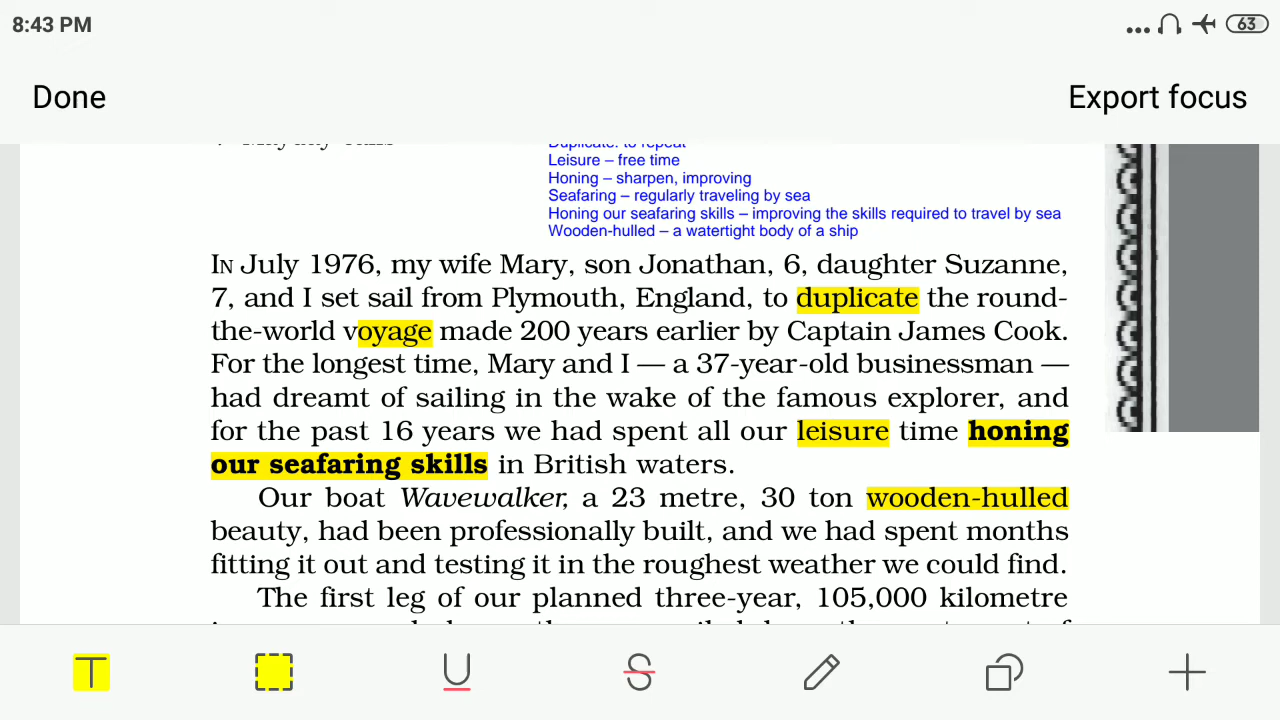 8:43 PM
63
Done
Export focus
Duplicate: to repeat
Leisure – free time
Honing – sharpen, improving
Seafaring – regularly traveling by sea
Honing our seafaring skills – improving the skills required to travel by sea
Wooden-hulled – a watertight body of a ship
IN July 1976, my wife Mary, son Jonathan, 6, daughter Suzanne,
7, and I set sail from Plymouth, England, to duplicate the round-
the-world voyage made 200 years earlier by Captain James Cook.
For the longest time, Mary and I — a 37-year-old businessman —
had dreamt of sailing in the wake of the famous explorer, and
for the past 16 years we had spent all our leisure time honing
our seafaring skills in British waters.
Our boat Wavewalker, a 23 metre, 30 ton wooden-hulled
beauty, had been professionally built, and we had spent months
fitting it out and testing it in the roughest weather we could find.
The first leg of our planned three-year, 105,000 kilometre
T
U
S